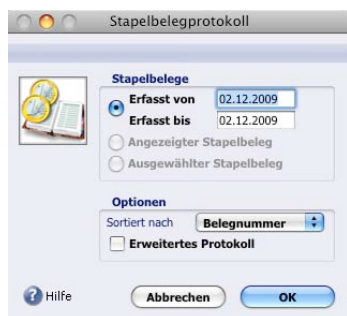 Stapelbelegprotokoll
Stapelbelege
Erfasst von 02.12.2009
Erfasst bis 02.12.2009
Angezeigter Stapelbeleg
Ausgewählter Stapelbeleg
Optionen
Sortiert nach Belegnummer
Erweitertes Protokoll
? Hilfe Abbrechen OK